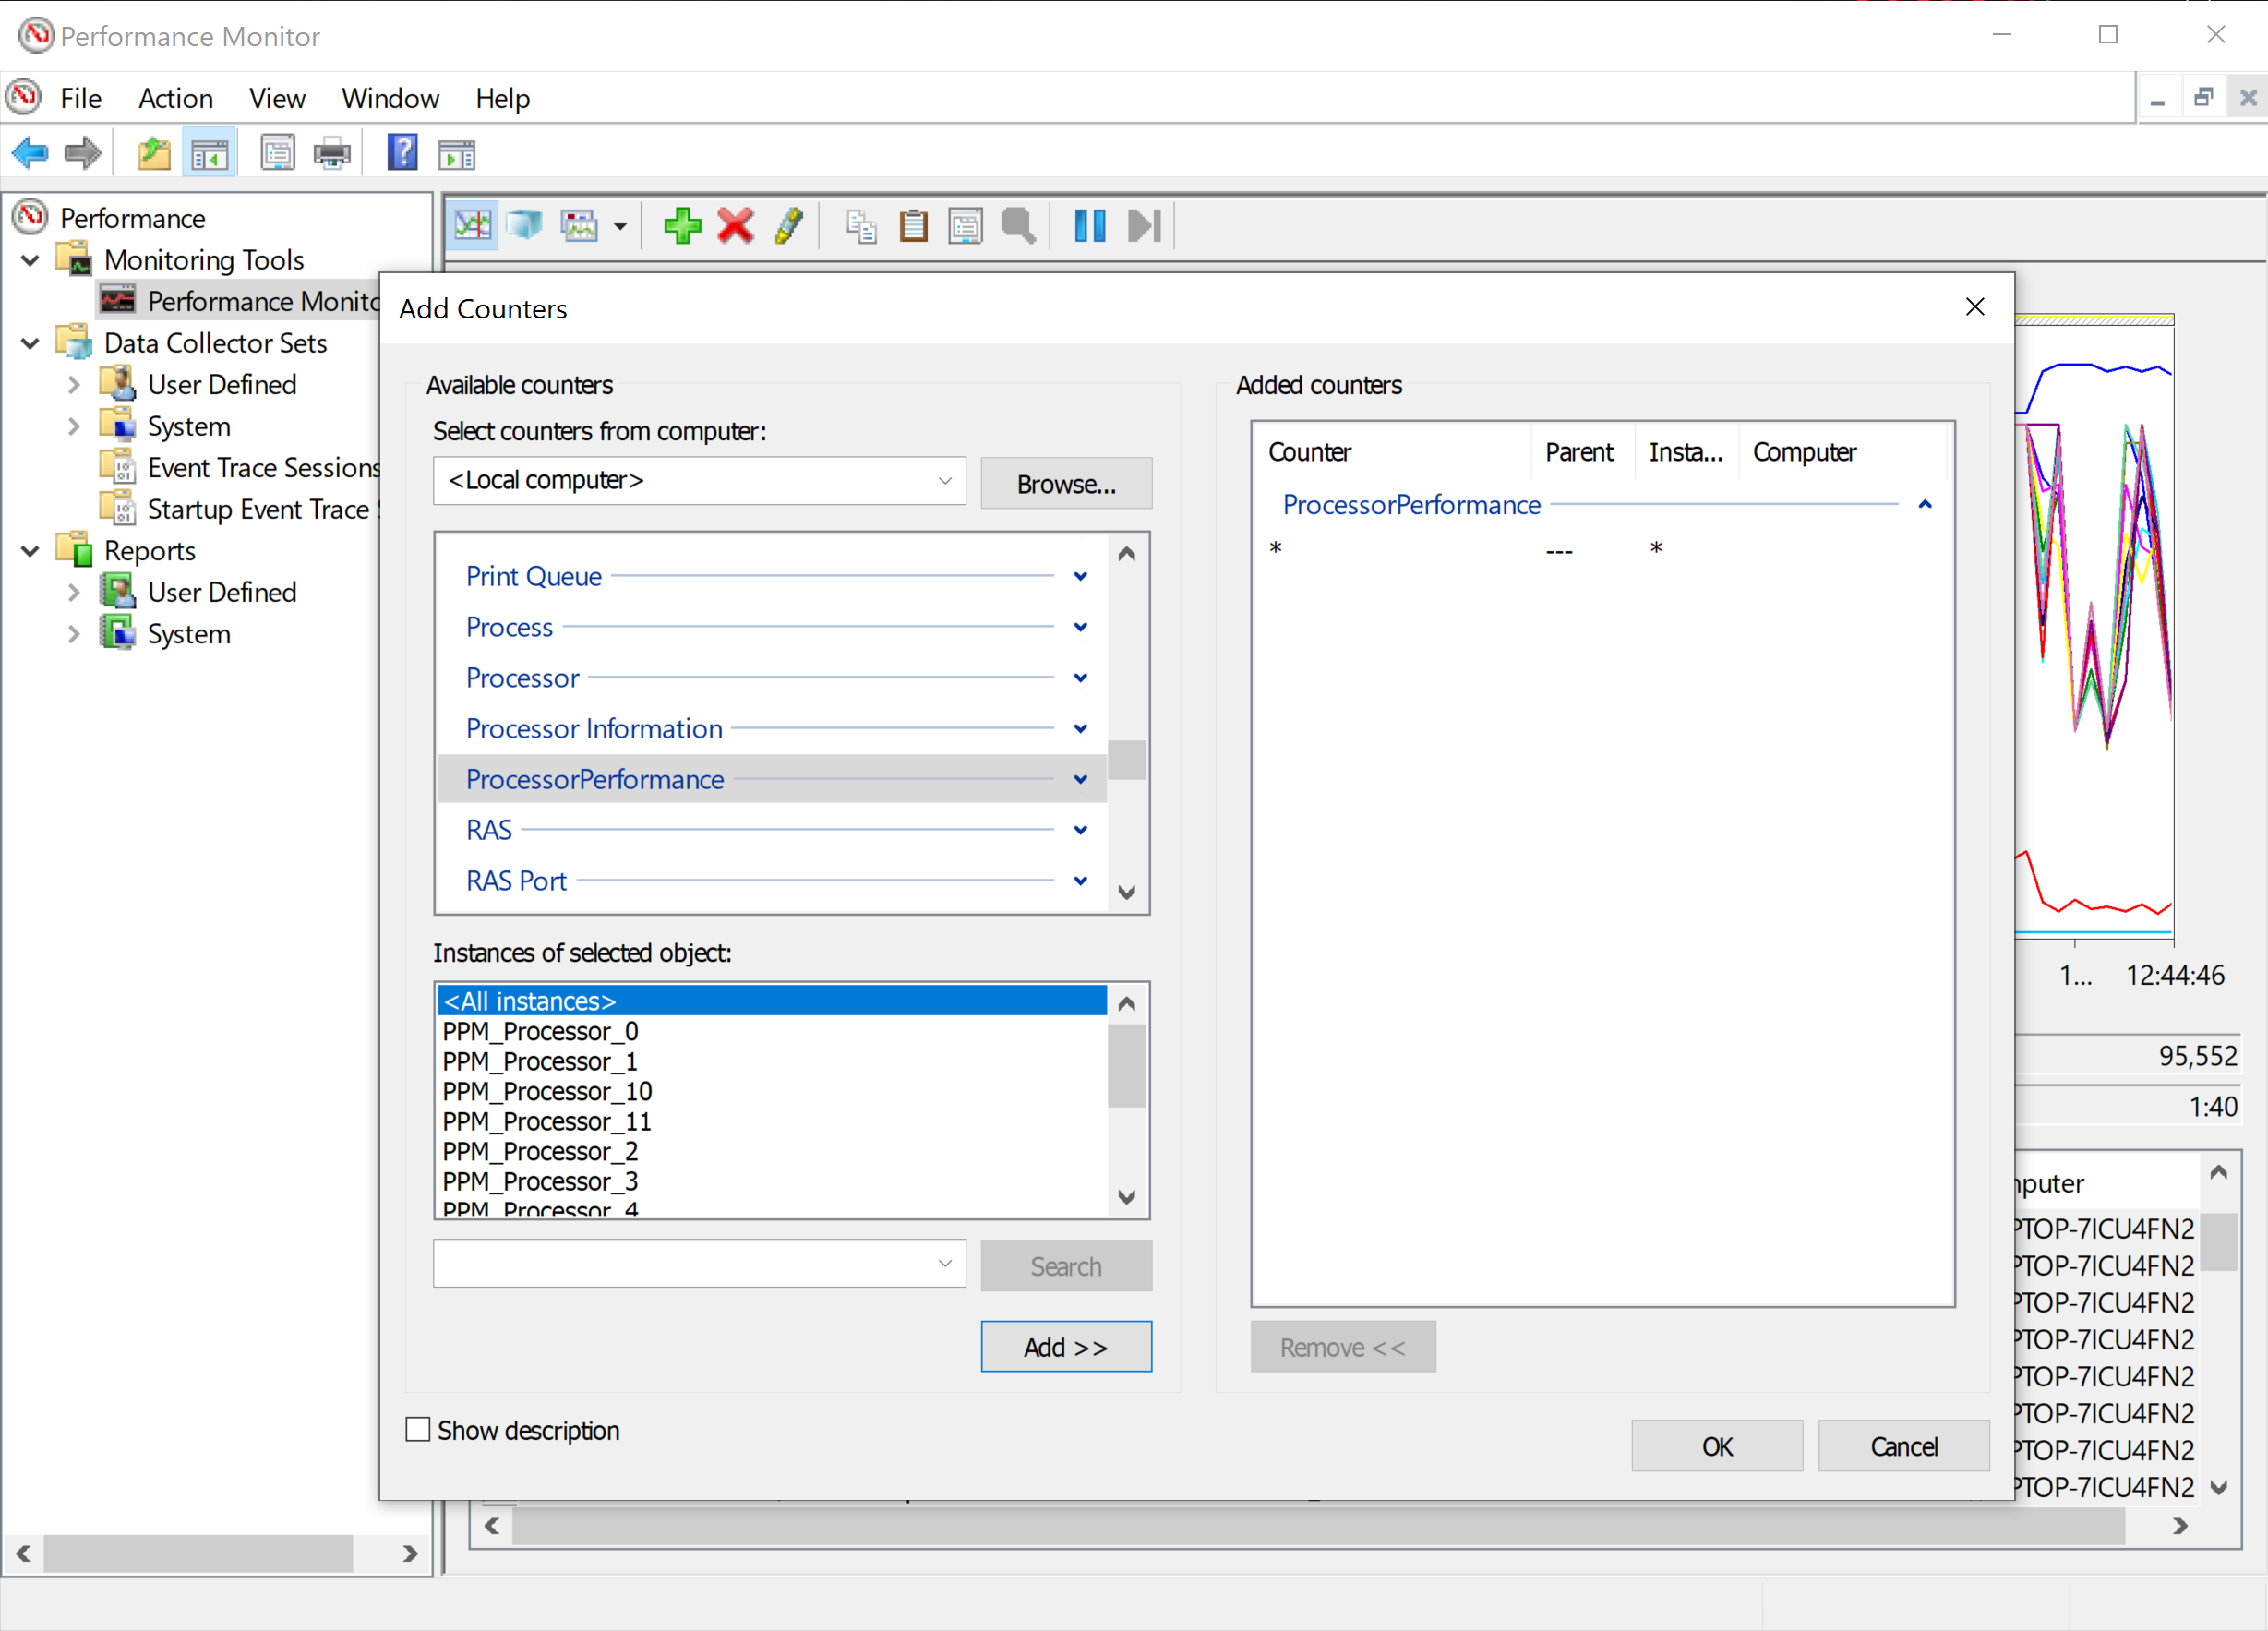 Performance Monitor
File Action View Window Help
Performance
Monitoring Tools
Performance Monito
Data Collector Sets
User Defined
System
Event Trace Sessions
Startup Event Trace
Reports
User Defined
System
Add Counters
Available counters
Select counters from computer:
<Local computer>
Browse...
Print Queue
Process
Processor
Processor Information
ProcessorPerformance
RAS
RAS Port
Instances of selected object:
<All instances>
PPM_Processor_0
PPM_Processor_1
PPM_Processor_10
PPM_Processor_11
PPM_Processor_2
PPM_Processor_3
PPM_Processor_4
Search
Add >>
Show description
Added counters
Counter Parent Insta... Computer
ProcessorPerformance
* --- *
Remove <<
OK Cancel
1... 12:44:46
95,552
1:40
nputer
PTOP-7ICU4FN2
PTOP-7ICU4FN2
PTOP-7ICU4FN2
PTOP-7ICU4FN2
PTOP-7ICU4FN2
PTOP-7ICU4FN2
PTOP-7ICU4FN2
PTOP-7ICU4FN2